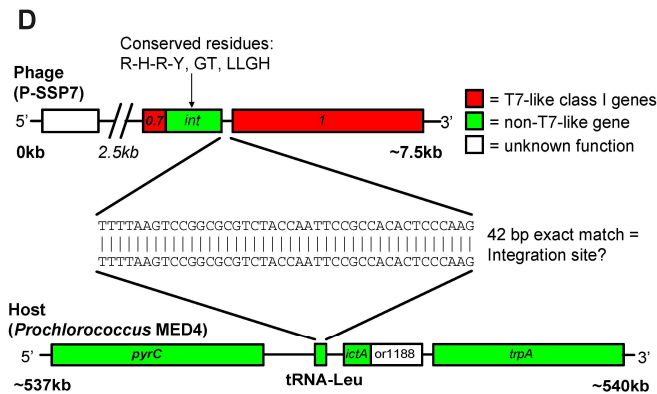 D
Conserved residues:
R-H-R-Y, GT, LLGH
Phage
(P-SSP7)
5’ 0.7 int 1 3’
0kb 2.5kb ~7.5kb
= T7-like class I genes
= non-T7-like gene
= unknown function
TTTTAAGTCCGGCGCGTCTACCAATTCCGCCACACTCCCAAG
TTTTAAGTCCGGCGCGTCTACCAATTCCGCCACACTCCCAAG
42 bp exact match =
Integration site?
Host
(Prochlorococcus MED4)
5’ pyrC ictA or1188 trpA 3’
tRNA-Leu
~537kb ~540kb